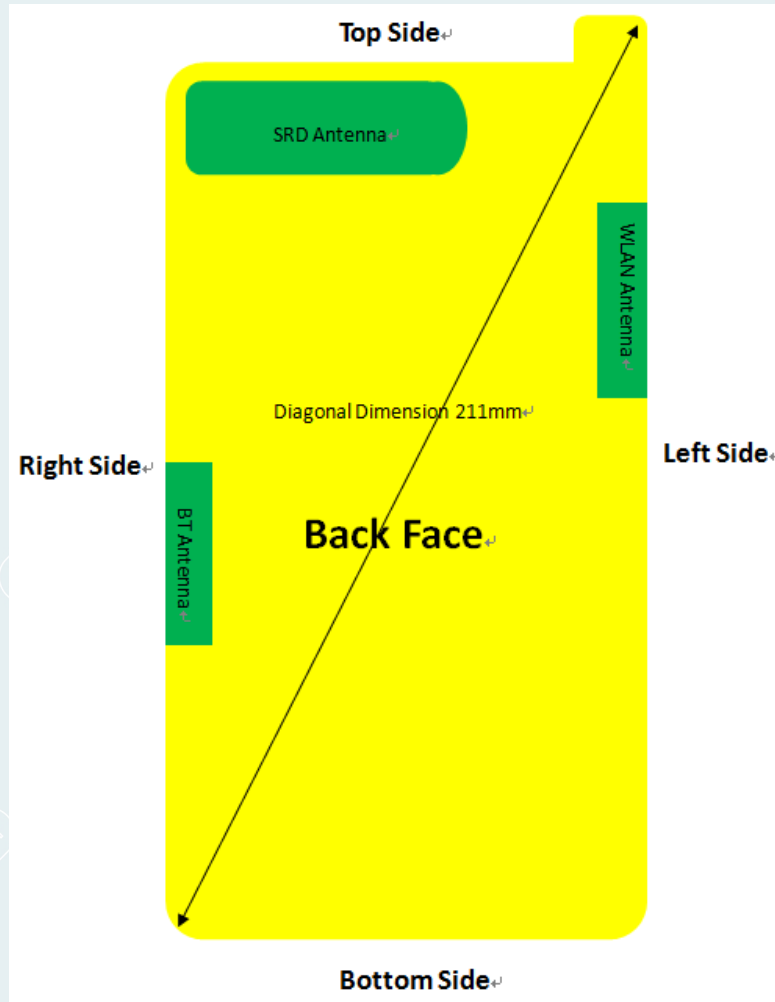 Top Side
SRD Antenna
WLAN Antenna
Diagonal Dimension 211mm
Right Side
Left Side
BT Antenna
Back Face
Bottom Side